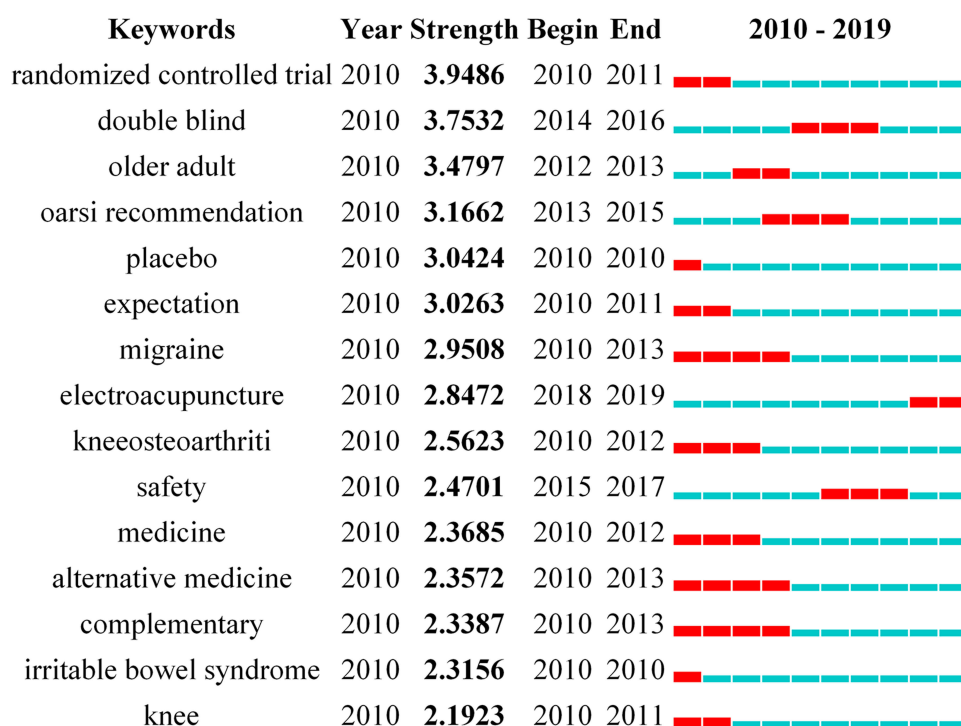 Keywords Year Strength Begin End 2010 - 2019
randomized controlled trial 2010 3.9486 2010 2011
double blind 2010 3.7532 2014 2016
older adult 2010 3.4797 2012 2013
oarsi recommendation 2010 3.1662 2013 2015
placebo 2010 3.0424 2010 2010
expectation 2010 3.0263 2010 2011
migraine 2010 2.9508 2010 2013
electroacupuncture 2010 2.8472 2018 2019
kneeosteoarthriti 2010 2.5623 2010 2012
safety 2010 2.4701 2015 2017
medicine 2010 2.3685 2010 2012
alternative medicine 2010 2.3572 2010 2013
complementary 2010 2.3387 2010 2013
irritable bowel syndrome 2010 2.3156 2010 2010
knee 2010 2.1923 2010 2011